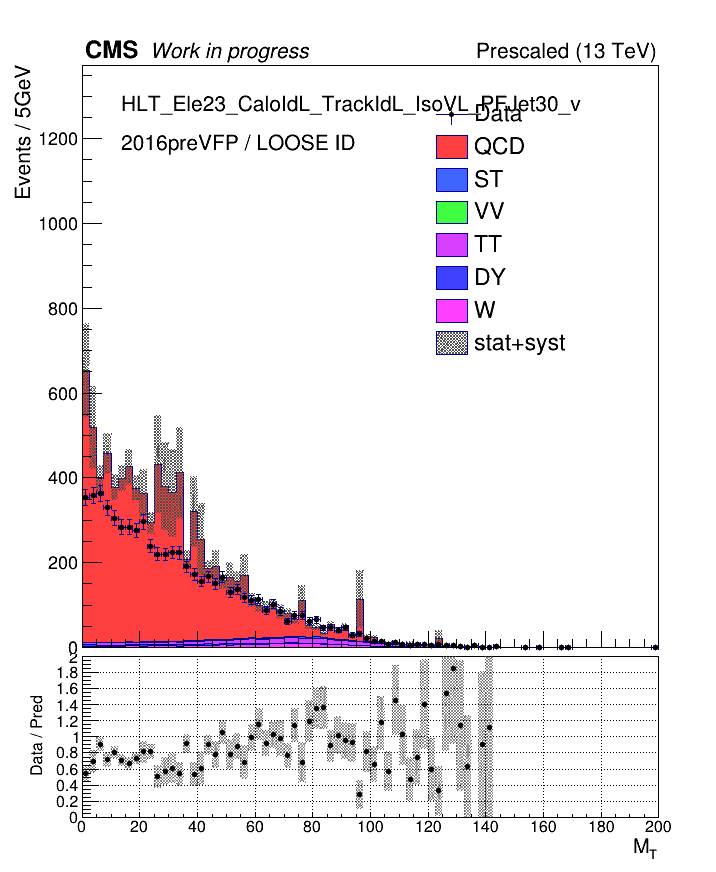 CMS Work in progress
Prescaled (13 TeV)
Events / 5GeV
HLT_Ele23_CaloIdL_TrackIdL_IsoVL_PFJet30_v
2016preVFP / LOOSE ID
Data
QCD
ST
VV
TT
DY
W
stat+syst
1200
1000
800
600
400
200
0
Data / Pred
2
1.8
1.6
1.4
1.2
1
0.8
0.6
0.4
0.2
0
0 20 40 60 80 100 120 140 160 180 200
M_T